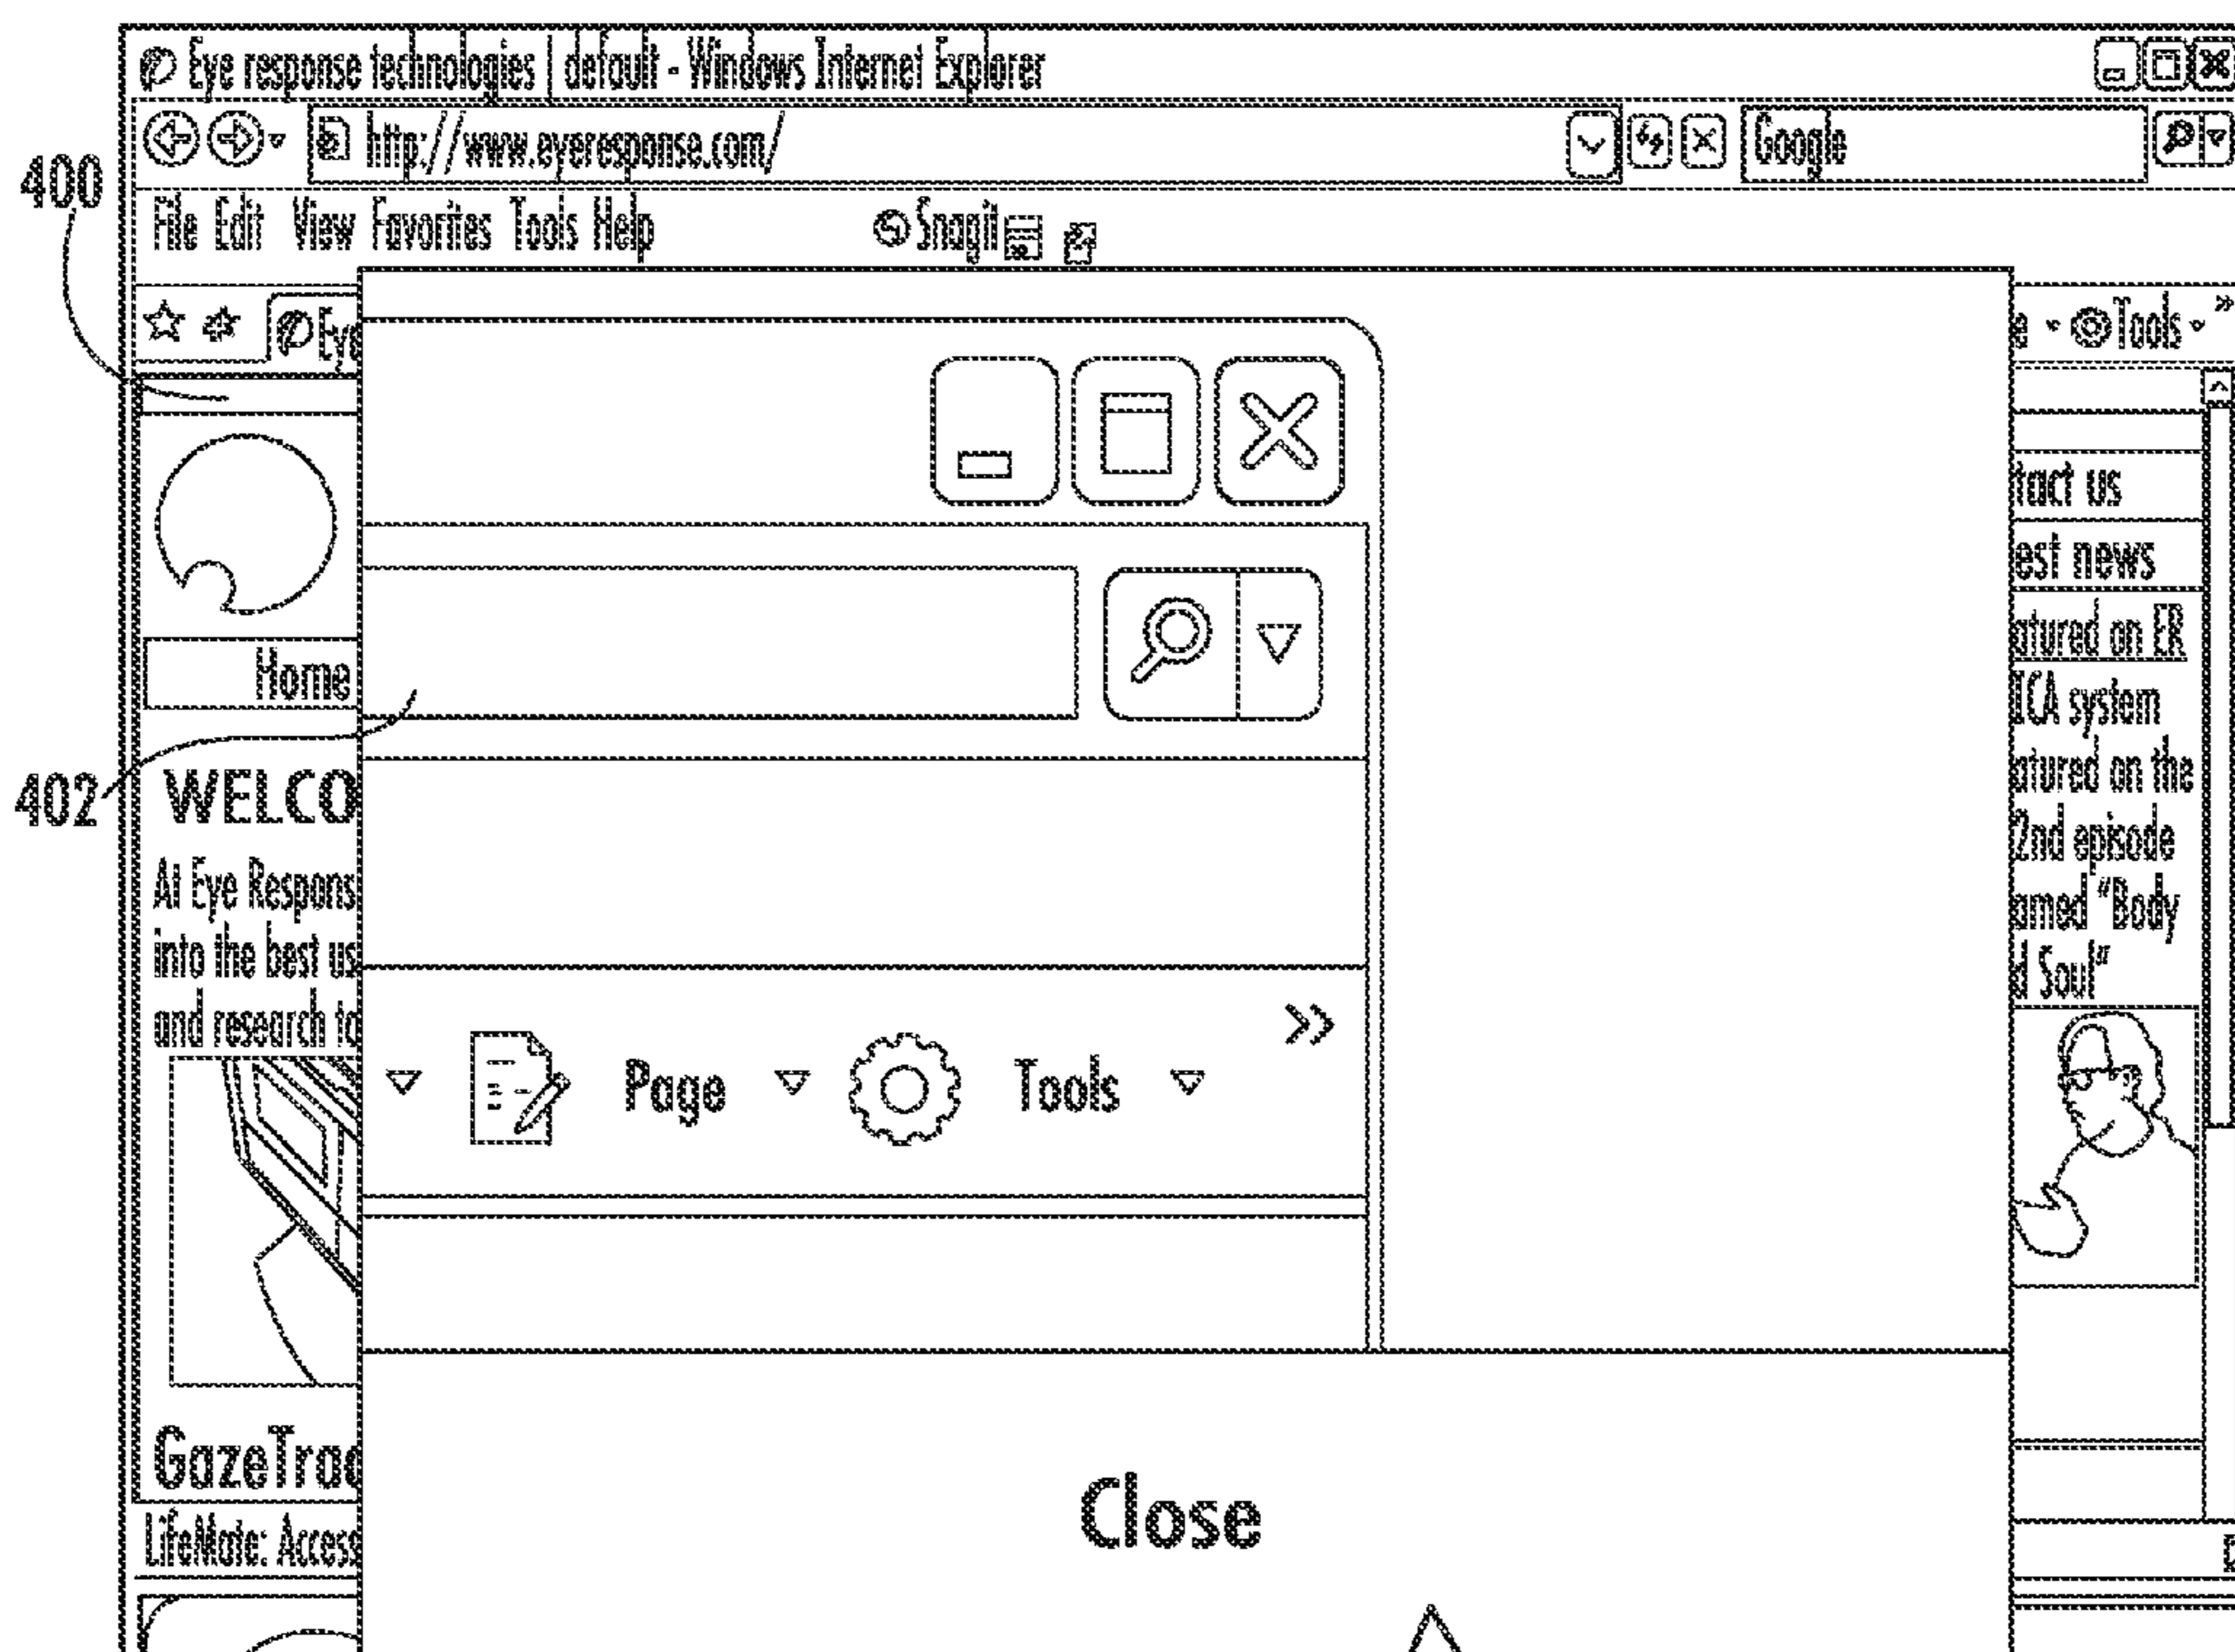 Eye response technologies | default - Windows Internet Explorer
http://www.eyeresponse.com/
Google
400
File Edit View Favorites Tools Help
Snagit
Eye
e
Tools
»
tact us
est news
atured on ER
Home
ICA system
atured on the
402
WELCO
2nd episode
At Eye Respons
amed "Body
into the best us
d Soul"
and research to
»
Page
Tools
GazeTrac
Close
LifeMate: Access